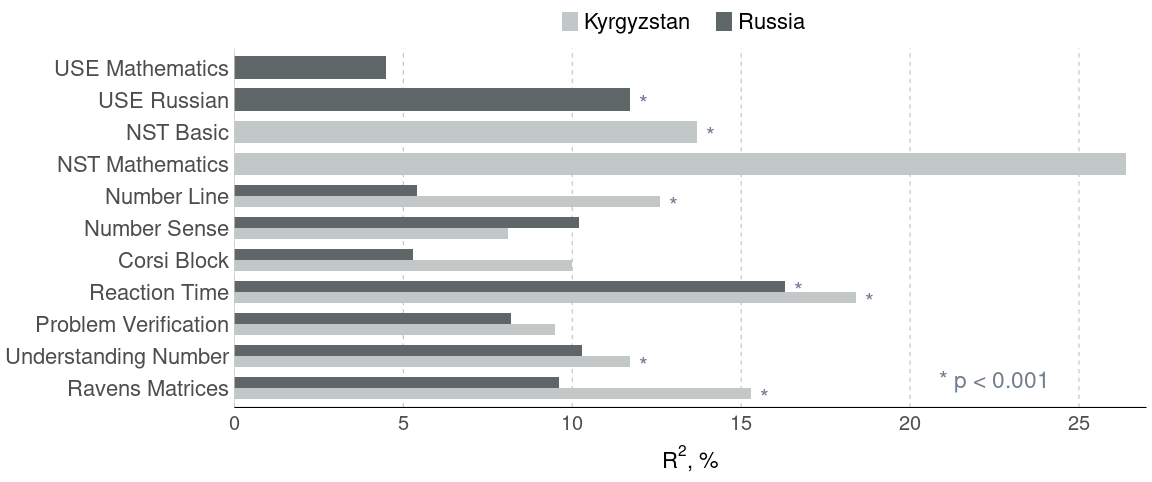 Kyrgyzstan Russia
USE Mathematics
USE Russian *
NST Basic *
NST Mathematics
Number Line *
Number Sense
Corsi Block
Reaction Time * *
Problem Verification
Understanding Number *
Ravens Matrices *
* p < 0.001
0 5 10 15 20 25
R², %